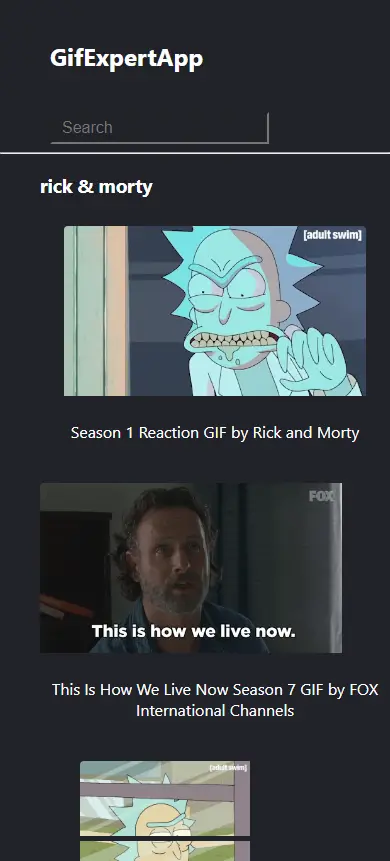 GifExpertApp
Search
rick & morty
[adult swim]
Season 1 Reaction GIF by Rick and Morty
FOX
This is how we live now.
This Is How We Live Now Season 7 GIF by FOX
International Channels
[adult swim]